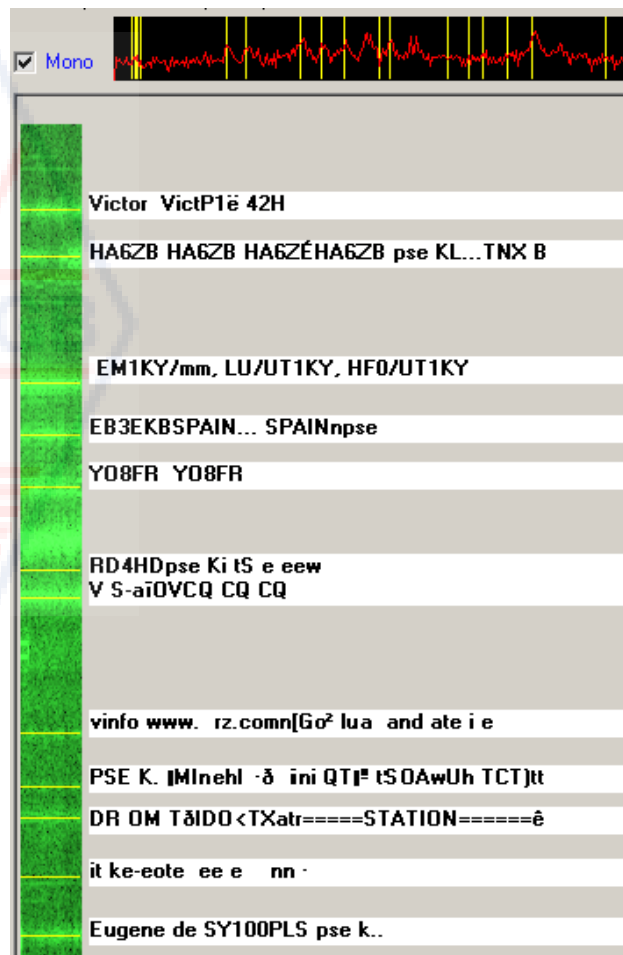 Mono
Victor VictP1ë 42H
HA6ZB HA6ZB HA6ZÉHA6ZB pse KL...TNX B
EM1KY/mm, LU/UT1KY, HF0/UT1KY
EB3EKBSPAIN... SPAINnpse
YO8FR YO8FR
RD4HDpse Ki tS e eew
V S-aïOVCQ CQ CQ
vinfo www. rz.comn[Go² lua and ate i e
PSE K. ini tSOAwUh TCT)tt
DR OM TðIDO<TXatr=====STATION======ê
it ke-eote ee e nn ·
Eugene de SY100PLS pse k..